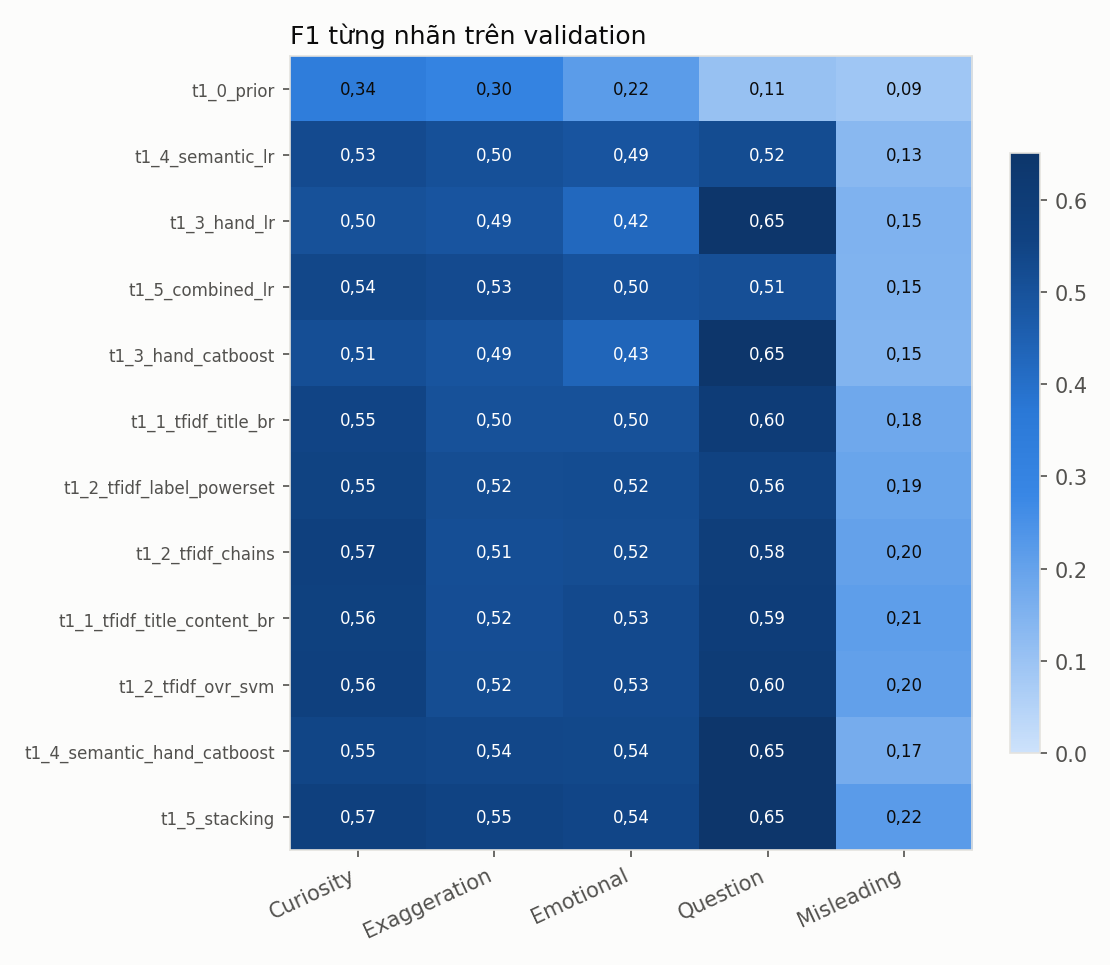 F1 từng nhãn trên validation
t1_0_prior 0,34 0,30 0,22 0,11 0,09
t1_4_semantic_lr 0,53 0,50 0,49 0,52 0,13
t1_3_hand_lr 0,50 0,49 0,42 0,65 0,15
t1_5_combined_lr 0,54 0,53 0,50 0,51 0,15
t1_3_hand_catboost 0,51 0,49 0,43 0,65 0,15
t1_1_tfidf_title_br 0,55 0,50 0,50 0,60 0,18
t1_2_tfidf_label_powerset 0,55 0,52 0,52 0,56 0,19
t1_2_tfidf_chains 0,57 0,51 0,52 0,58 0,20
t1_1_tfidf_title_content_br 0,56 0,52 0,53 0,59 0,21
t1_2_tfidf_ovr_svm 0,56 0,52 0,53 0,60 0,20
t1_4_semantic_hand_catboost 0,55 0,54 0,54 0,65 0,17
t1_5_stacking 0,57 0,55 0,54 0,65 0,22
Curiosity Exaggeration Emotional Question Misleading
0.6
0.5
0.4
0.3
0.2
0.1
0.0